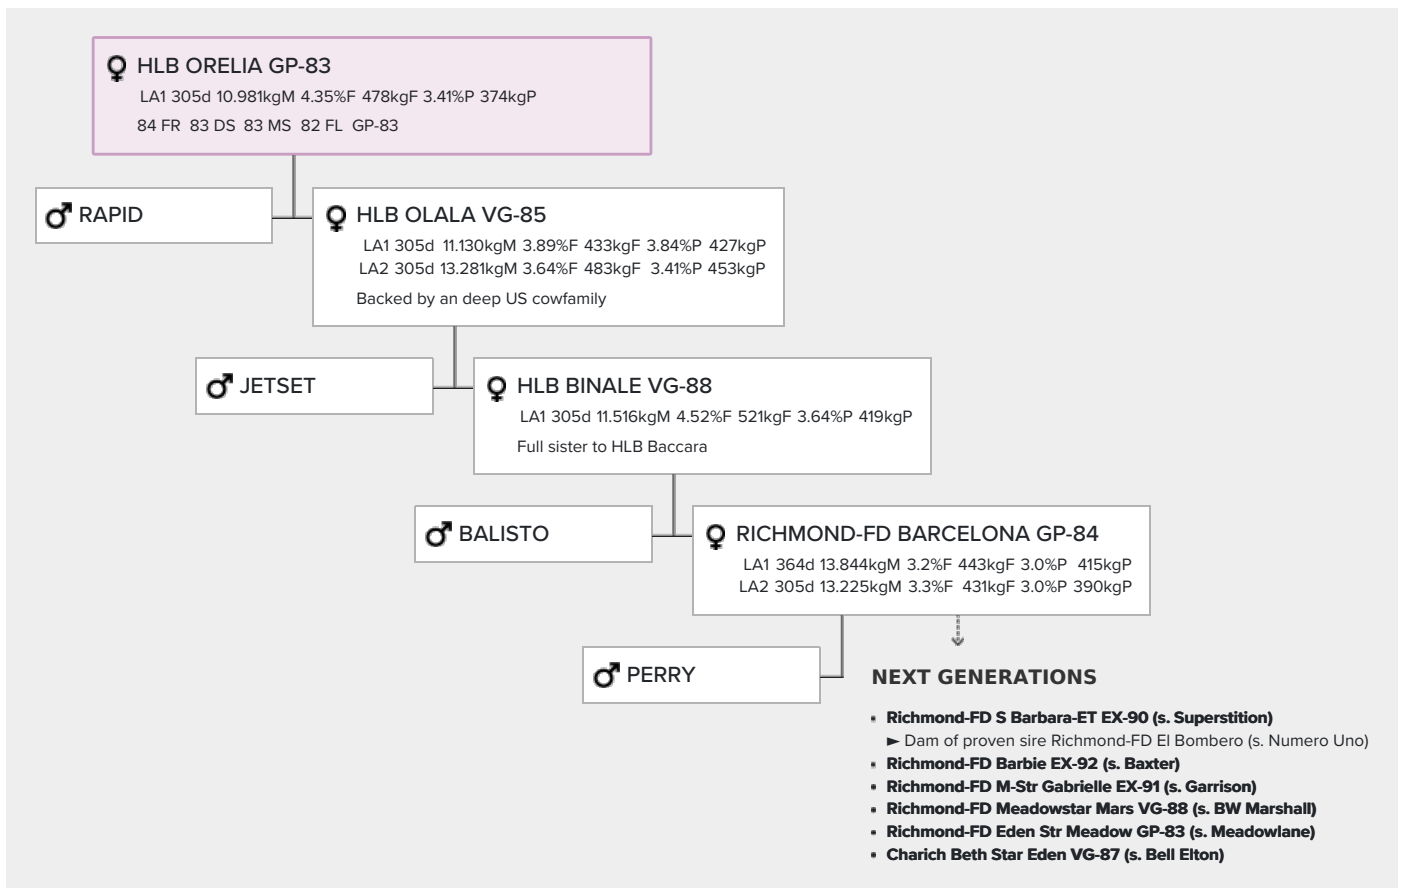 HLB ORELIA GP-83
LA1 305d 10.981kgM 4.35%F 478kgF 3.41%P 374kgP
84 FR 83 DS 83 MS 82 FL GP-83
RAPID
HLB OLALA VG-85
LA1 305d 11.130kgM 3.89%F 433kgF 3.84%P 427kgP
LA2 305d 13.281kgM 3.64%F 483kgF 3.41%P 453kgP
Backed by an deep US cowfamily
JETSET
HLB BINALE VG-88
LA1 305d 11.516kgM 4.52%F 521kgF 3.64%P 419kgP
Full sister to HLB Baccara
BALISTO
RICHMOND-FD BARCELONA GP-84
LA1 364d 13.844kgM 3.2%F 443kgF 3.0%P 415kgP
LA2 305d 13.225kgM 3.3%F 431kgF 3.0%P 390kgP
PERRY
NEXT GENERATIONS
Richmond-FD S Barbara-ET EX-90 (s. Superstition)
► Dam of proven sire Richmond-FD El Bombero (s. Numero Uno)
Richmond-FD Barbie EX-92 (s. Baxter)
Richmond-FD M-Str Gabrielle EX-91 (s. Garrison)
Richmond-FD Meadowstar Mars VG-88 (s. BW Marshall)
Richmond-FD Eden Str Meadow GP-83 (s. Meadowlane)
Charich Beth Star Eden VG-87 (s. Bell Elton)